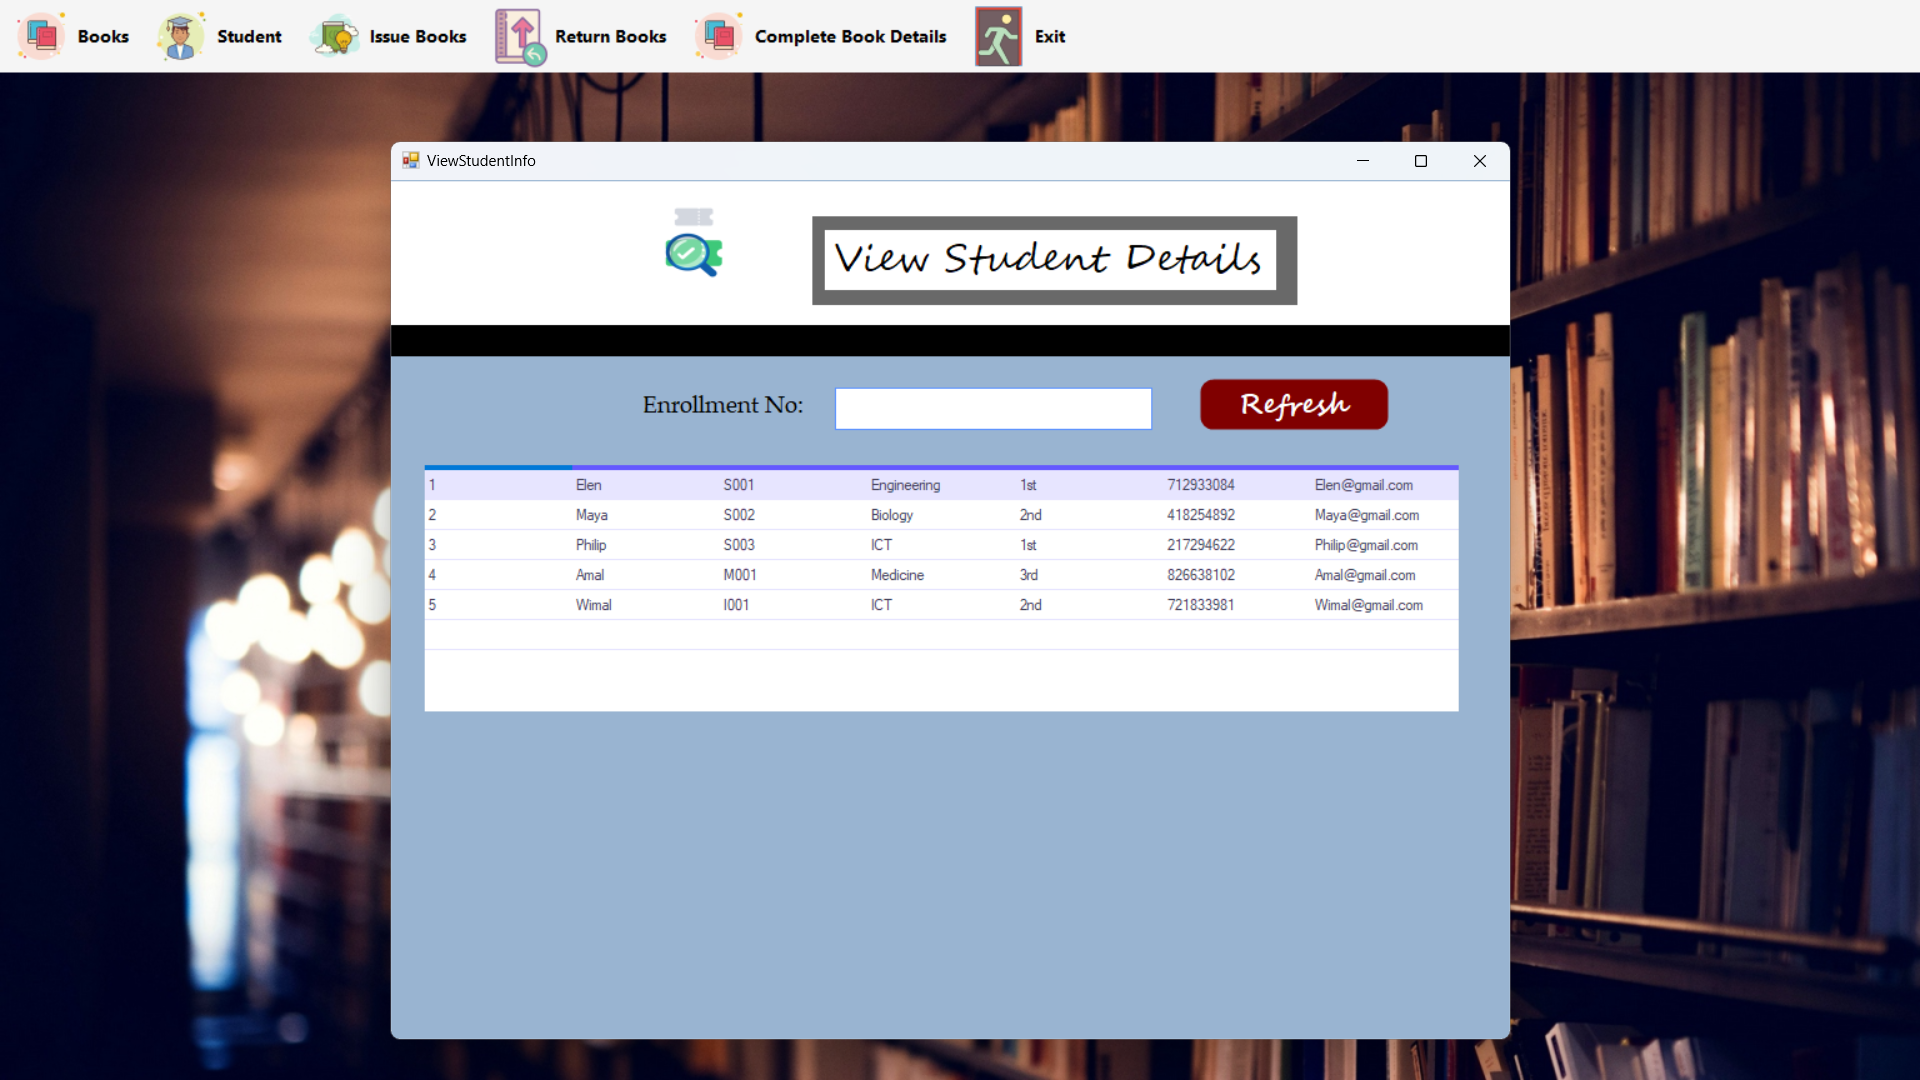 Books Student Issue Books Return Books Complete Book Details Exit
ViewStudentInfo
View Student Details
Enrollment No: Refresh
1 Elen S001 Engineering 1st 712933084 Elen@gmail.com
2 Maya S002 Biology 2nd 418254892 Maya@gmail.com
3 Philip S003 ICT 1st 217294622 Philip@gmail.com
4 Amal M001 Medicine 3rd 826638102 Amal@gmail.com
5 Wimal I001 ICT 2nd 721833981 Wimal@gmail.com